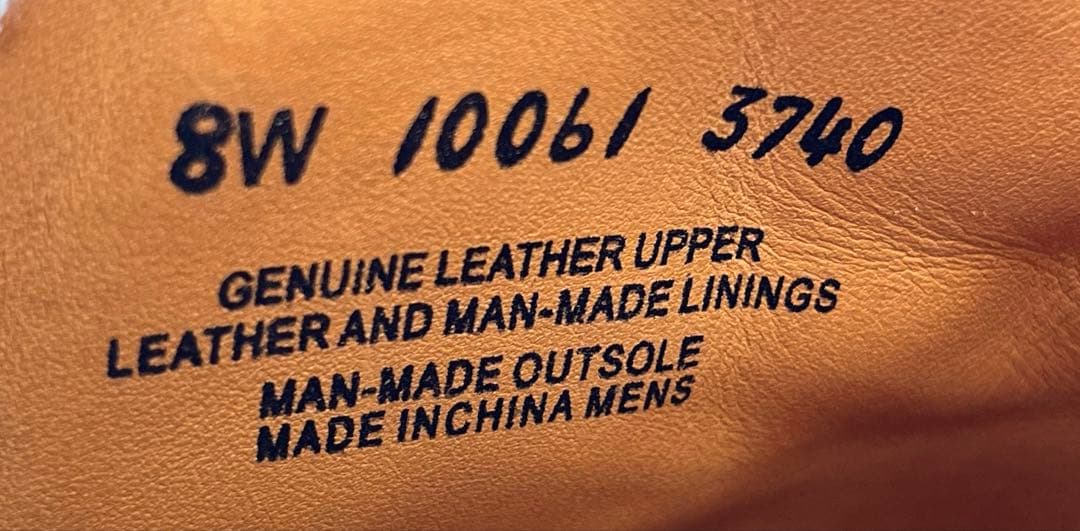 8W 10061 3740
GENUINE LEATHER UPPER
LEATHER AND MAN-MADE LININGS
MAN-MADE OUTSOLE
MADE INCHINA MENS